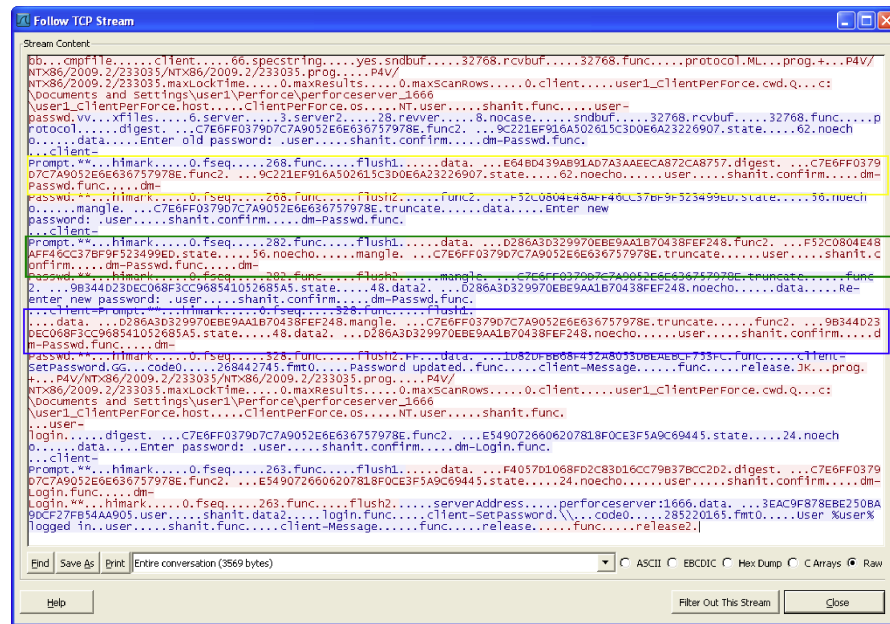 Follow TCP Stream
Stream Content
bb...cmpfile......client....66.specstring.....yes.sndbuf.....32768.rcvbuf.....32768.func.....protocol.ML...prog.+...P4V/
NTX86/2009.2/233035/NTX86/2009.2/233035.prog.....P4V/
NTX86/2009.2/233035.maxLockTime.....0.maxResults.....0.maxScanRows.....0.client.....user1_ClientPerForce.cwd.Q...c:
\Documents and Settings\user1\Perforce\perforceserver_1666
\user1_ClientPerForce.host.....ClientPerForce.os.....NT.user.....shanit.func.....user-
passwd.vv...xfiles.....6.server.....3.server2.....28.revver.....8.nocase......sndbuf.....32768.rcvbuf.....32768.func.....p
rotocol......digest. ...C7E6FF0379D7C7A9052E6E636757978E.func2. ...9C221EF916A502615C3D0E6A23226907.state.....62.noech
o......data.....Enter old password: .user.....shanit.confirm.....dm-Passwd.func.
...client-
Prompt.**...himark.....0.fseq.....268.func.....flush1......data. ...E64BD439AB91AD7A3AAEECA872CA8757.digest. ...C7E6FF0379
D7C7A9052E6E636757978E.func2. ...9C221EF916A502615C3D0E6A23226907.state.....62.noecho......user.....shanit.confirm.....dm-
Passwd.func.....dm-
Passwd.**...himark.....0.fseq.....268.func.....flush2......func2. ...F52C0804E48AFF46CC37BF9F523499ED.state.....56.noech
o......mangle. ...C7E6FF0379D7C7A9052E6E636757978E.truncate......data.....Enter new
password: .user.....shanit.confirm.....dm-Passwd.func.
...client-
Prompt.**...himark.....0.fseq.....282.func.....flush1......data. ...D286A3D329970EBE9AA1B70438FEF248.func2. ...F52C0804E48
AFF46CC37BF9F523499ED.state.....56.noecho......mangle. ...C7E6FF0379D7C7A9052E6E636757978E.truncate......user.....shanit.c
onfirm.....dm-Passwd.func.....dm-
Passwd.**...himark.....0.fseq.....282.func.....flush2......mangle. ...C7E6FF0379D7C7A9052E6E636757978E.truncate......func
2. ...9B344D23DEC068F3CC968541052685A5.state.....48.data2. ...D286A3D329970EBE9AA1B70438FEF248.noecho......data.....Re-
enter new password: .user.....shanit.confirm.....dm-Passwd.func.
...client-Prompt.**...himark.....0.fseq.....328.func.....flush1.
.....data. ...D286A3D329970EBE9AA1B70438FEF248.mangle. ...C7E6FF0379D7C7A9052E6E636757978E.truncate......func2. ...9B344D23
DEC068F3CC968541052685A5.state.....48.data2. ...D286A3D329970EBE9AA1B70438FEF248.noecho......user.....shanit.confirm.....d
m-Passwd.func.....dm-
Passwd.**...himark.....0.fseq.....328.func.....flush2.FF...data. ...1D82DFBB68F452A8053DBEAEBCF753FC.func.....client-
SetPassword.GG...code0.....268442745.fmt0.....Password updated..func.....client-Message.....func.....release.JK...prog.
+...P4V/NTX86/2009.2/233035/NTX86/2009.2/233035.prog.....P4V/
NTX86/2009.2/233035.maxLockTime.....0.maxResults.....0.maxScanRows.....0.client.....user1_ClientPerForce.cwd.Q...c:
\Documents and Settings\user1\Perforce\perforceserver_1666
\user1_ClientPerForce.host.....ClientPerForce.os.....NT.user.....shanit.func.
...user-
login......digest. ...C7E6FF0379D7C7A9052E6E636757978E.func2. ...E5490726606207818F0CE3F5A9C69445.state.....24.noech
o......data.....Enter password: .user.....shanit.confirm.....dm-Login.func.
...client-
Prompt.**...himark.....0.fseq.....263.func.....flush1......data. ...F4057D1068FD2C83D16CC79B37BCC2D2.digest. ...C7E6FF0379
D7C7A9052E6E636757978E.func2. ...E5490726606207818F0CE3F5A9C69445.state.....24.noecho......user.....shanit.confirm.....dm-
Login.func.....dm-
Login.**...himark.....0.fseq.....263.func.....flush2......serverAddress.....perforceserver:1666.data. ...3EAC9F878EBE250BA
9DCF27FB54AA905.user.....shanit.data2.....login.func.....client-SetPassword.\\...code0.....285220165.fmt0.....User %user%
logged in..user.....shanit.func.....client-Message.....func.....release.......func.....release2.
Find Save As Print Entire conversation (3569 bytes) ASCII EBCDIC Hex Dump C Arrays Raw
Help Filter Out This Stream Close